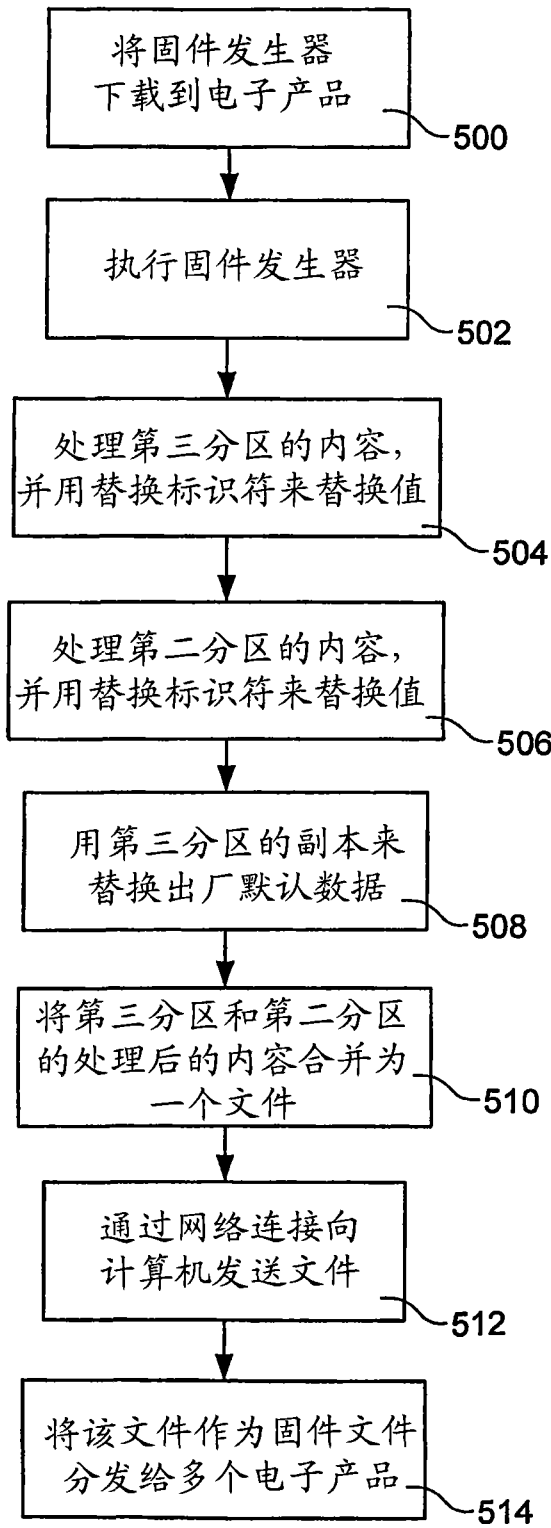 将固件发生器
下载到电子产品
500
执行固件发生器
502
处理第三分区的内容，
并用替换标识符来替换值
504
处理第二分区的内容，
并用替换标识符来替换值
506
用第三分区的副本来
替换出厂默认数据
508
将第三分区和第二分区
的处理后的内容合并为
一个文件
510
通过网络连接向
计算机发送文件
512
将该文件作为固件文件
分发给多个电子产品
514